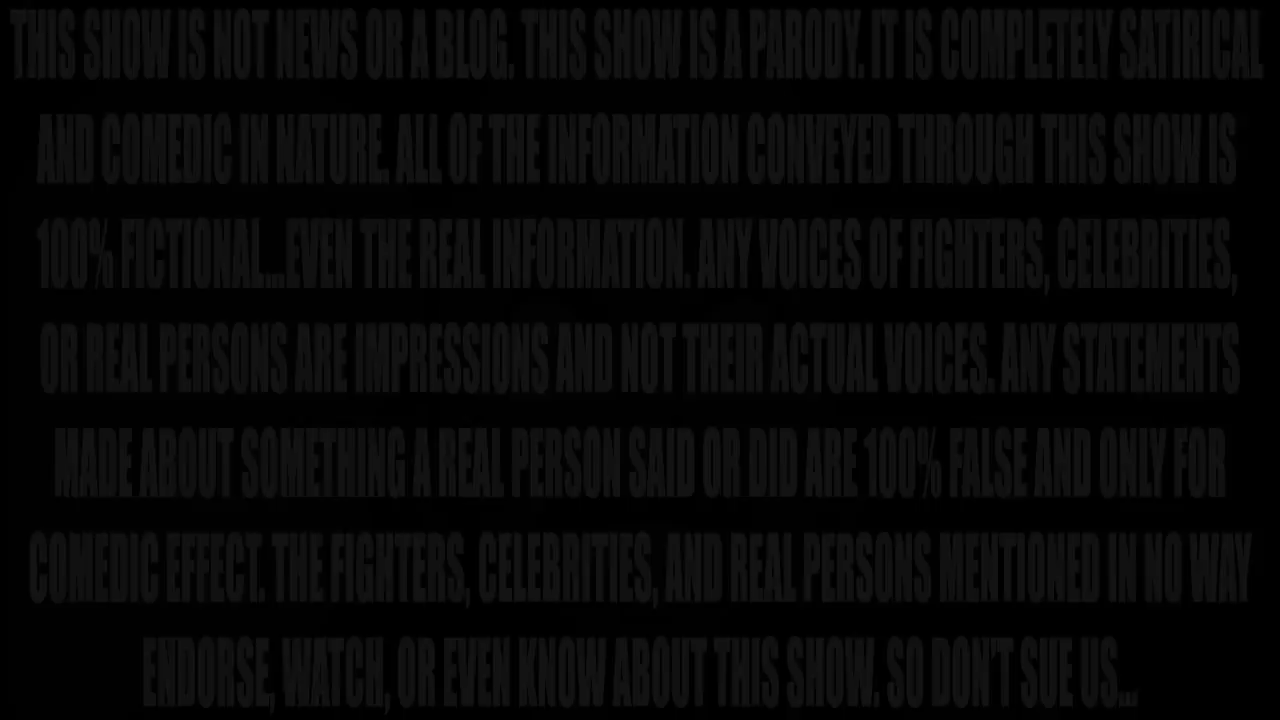 THIS SHOW IS NOT NEWS OR A BLOG. THIS SHOW IS A PARODY. IT IS COMPLETELY SATIRICAL
AND COMEDIC IN NATURE. ALL OF THE INFORMATION CONVEYED THROUGH THIS SHOW IS
100% FICTIONAL...EVEN THE REAL INFORMATION. ANY VOICES OF FIGHTERS, CELEBRITIES,
OR REAL PERSONS ARE IMPRESSIONS AND NOT THEIR ACTUAL VOICES. ANY STATEMENTS
MADE ABOUT SOMETHING A REAL PERSON SAID OR DID ARE 100% FALSE AND ONLY FOR
COMEDIC EFFECT. THE FIGHTERS, CELEBRITIES, AND REAL PERSONS MENTIONED IN NO WAY
ENDORSE, WATCH, OR EVEN KNOW ABOUT THIS SHOW. SO DON'T SUE US...